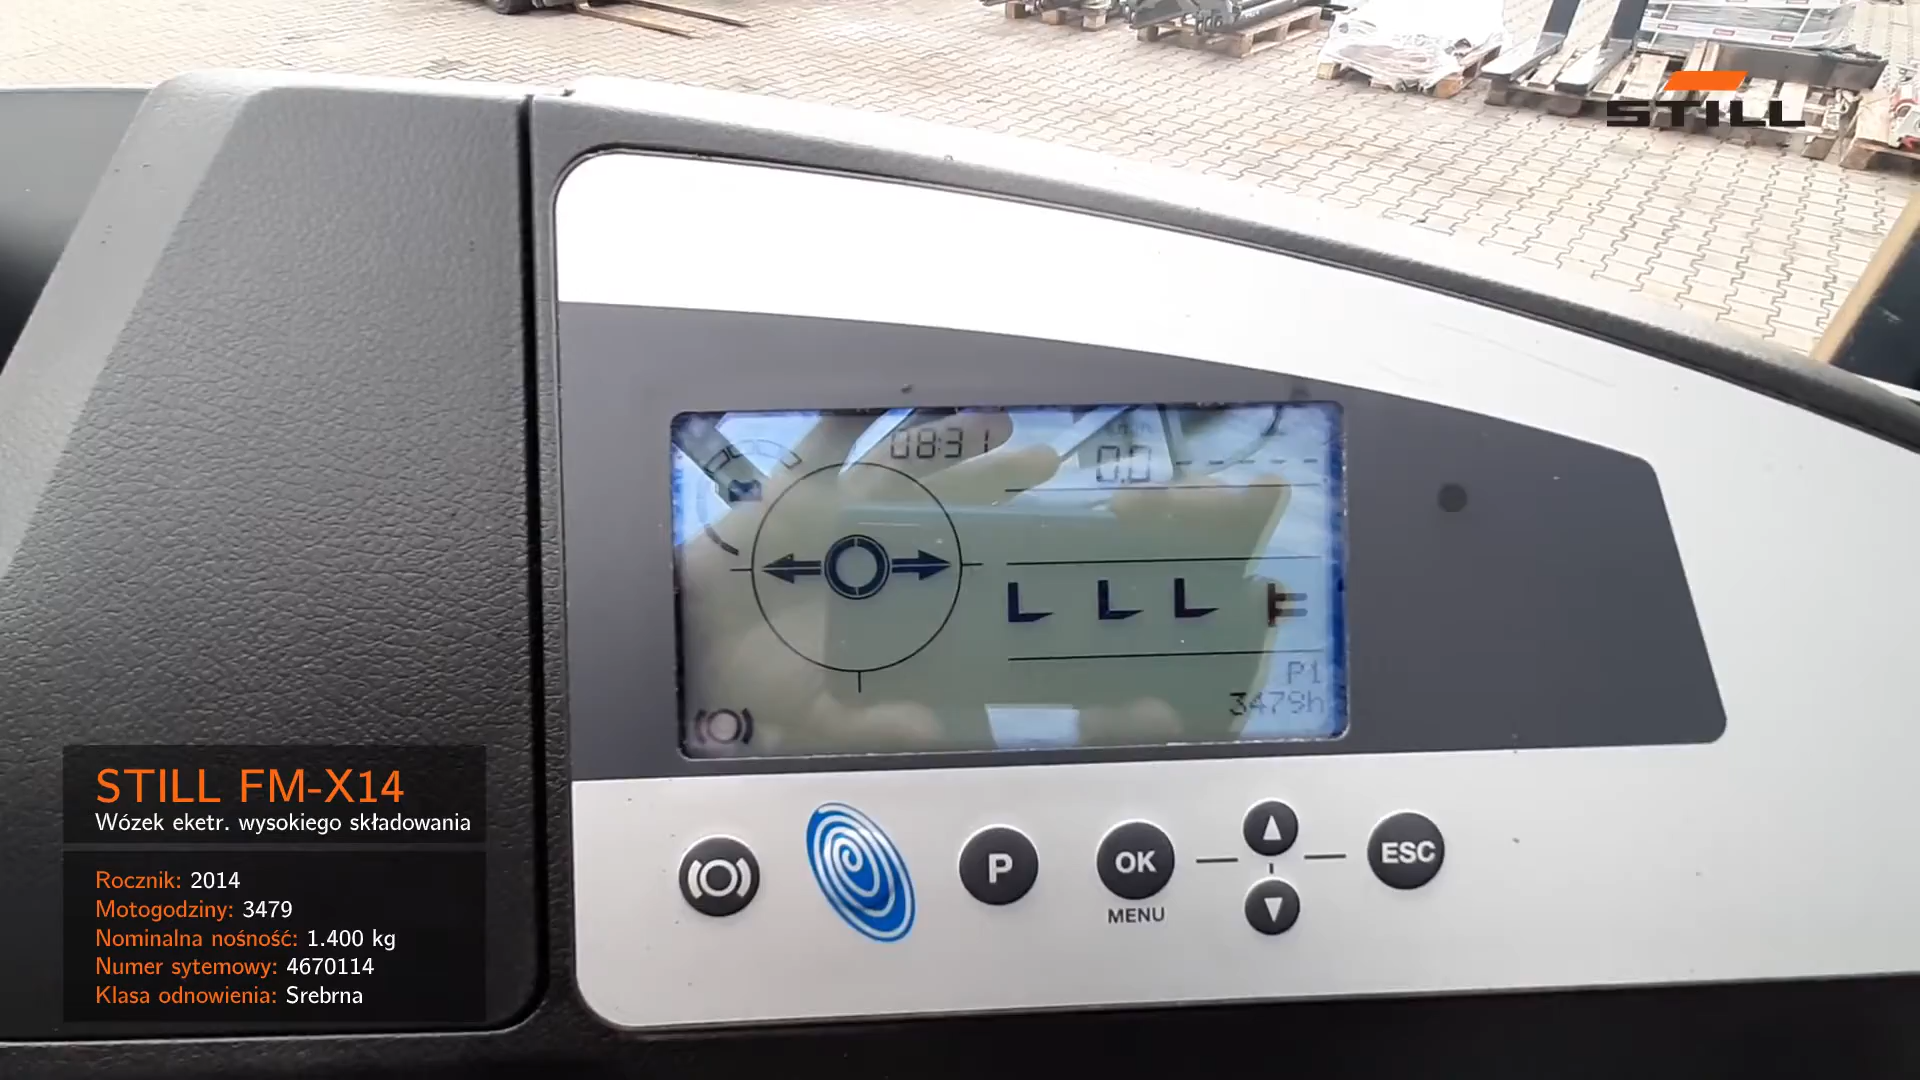 STILL
08:31
0.0
P1
3479h
P
OK
MENU
ESC
STILL FM-X14
Wózek eketr. wysokiego składowania
Rocznik: 2014
Motogodziny: 3479
Nominalna nośność: 1.400 kg
Numer sytemowy: 4670114
Klasa odnowienia: Srebrna